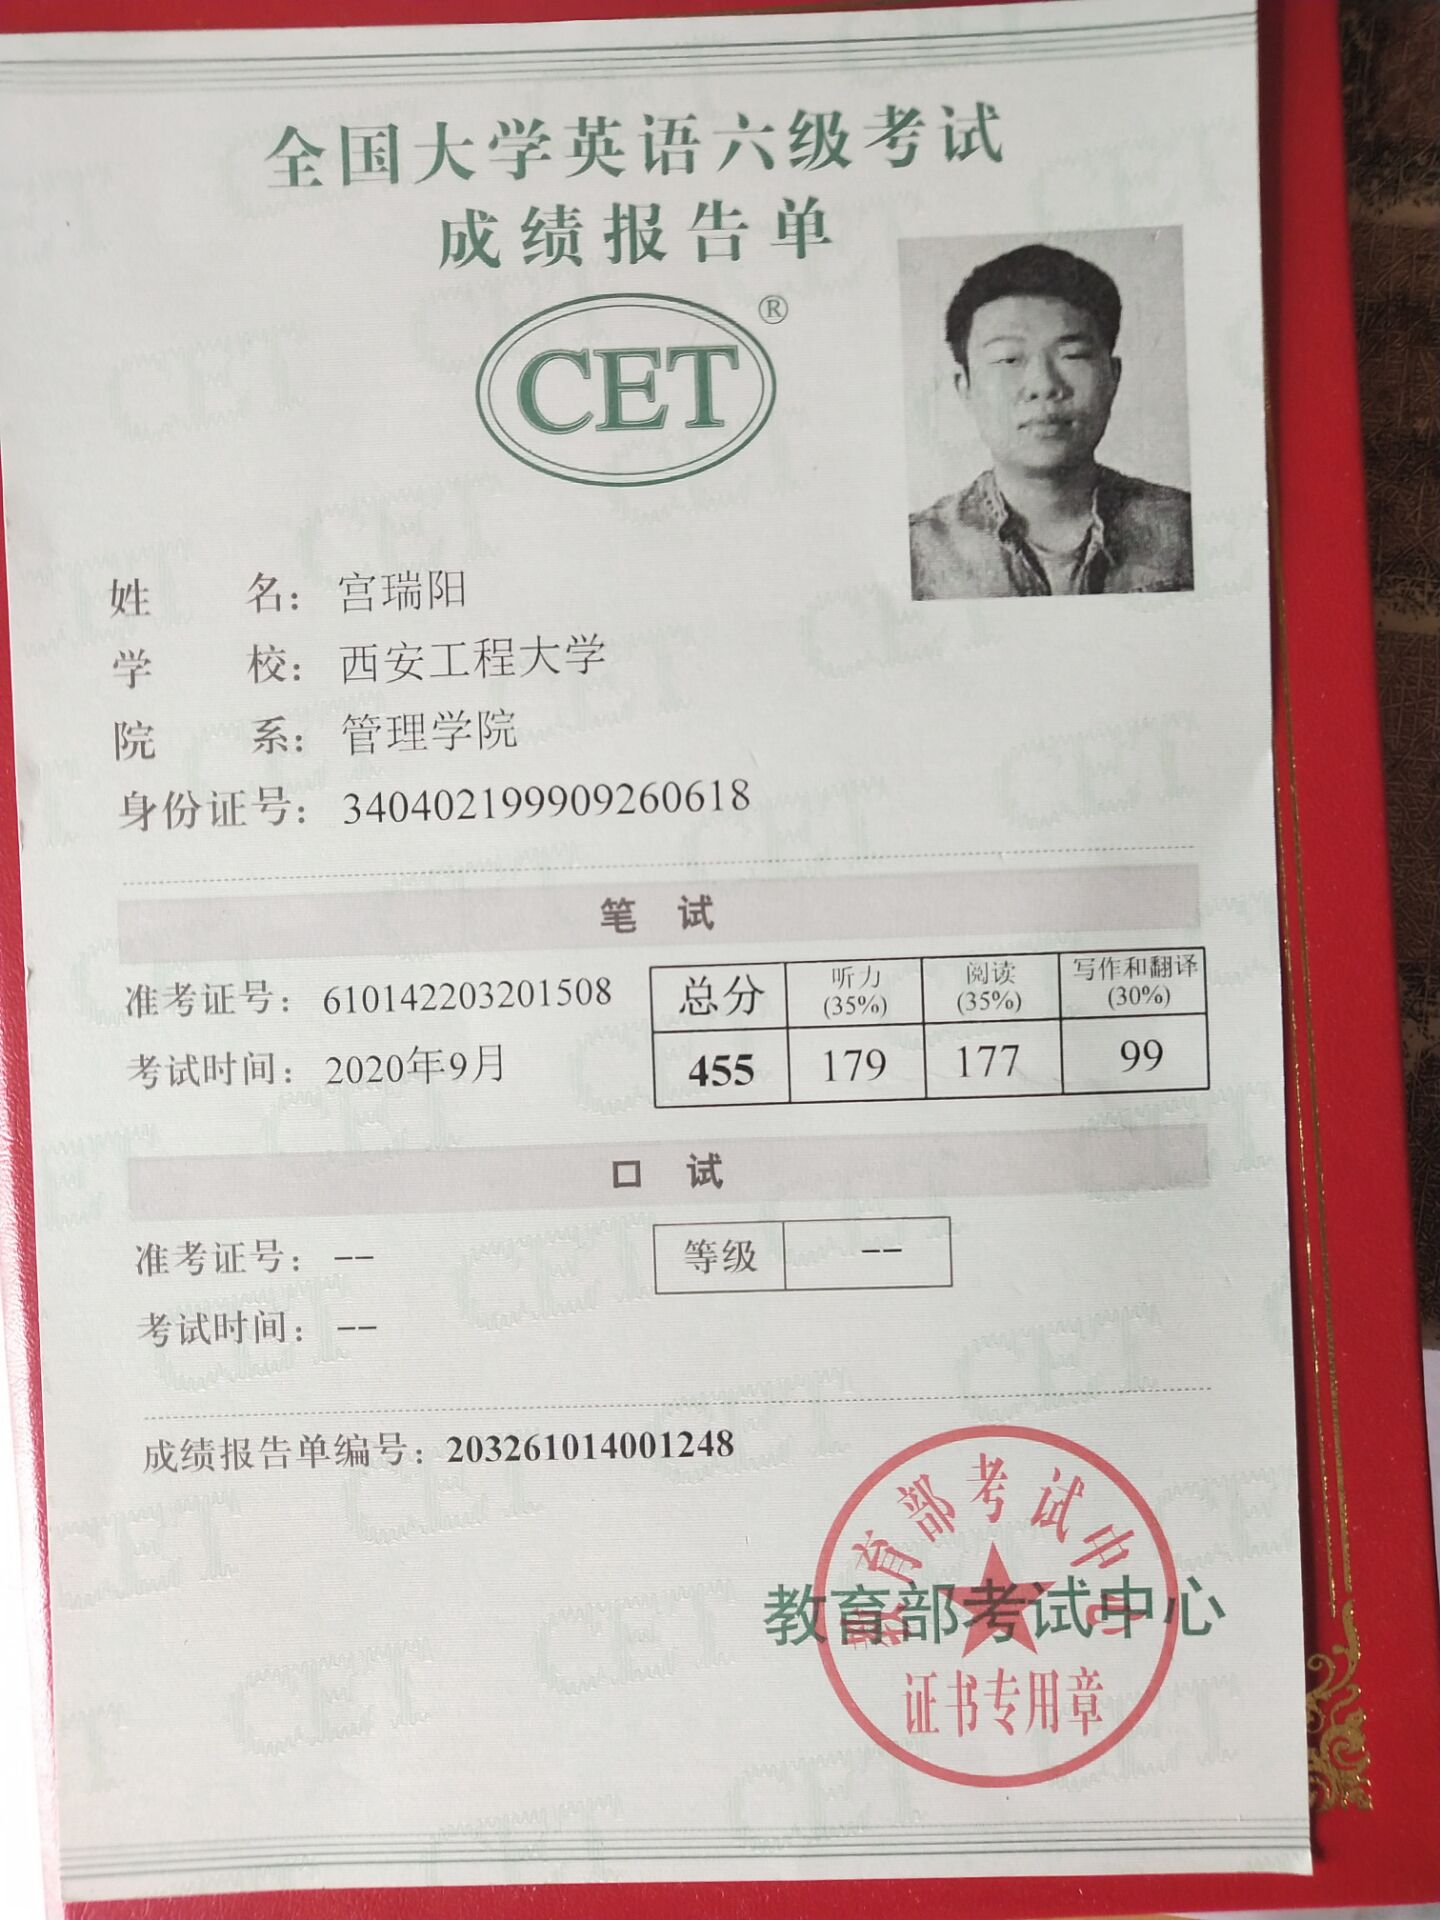 全国大学英语六级考试
成绩报告单
CET®
姓名：宫瑞阳
学校：西安工程大学
院系：管理学院
身份证号：340402199909260618
笔试
准考证号：610142203201508
考试时间：2020年9月
总分 听力(35%) 阅读(35%) 写作和翻译(30%)
455 179 177 99
口试
准考证号：--
考试时间：--
等级 --
成绩报告单编号：203261014001248
教育部考试中心
教育部考试中心
证书专用章